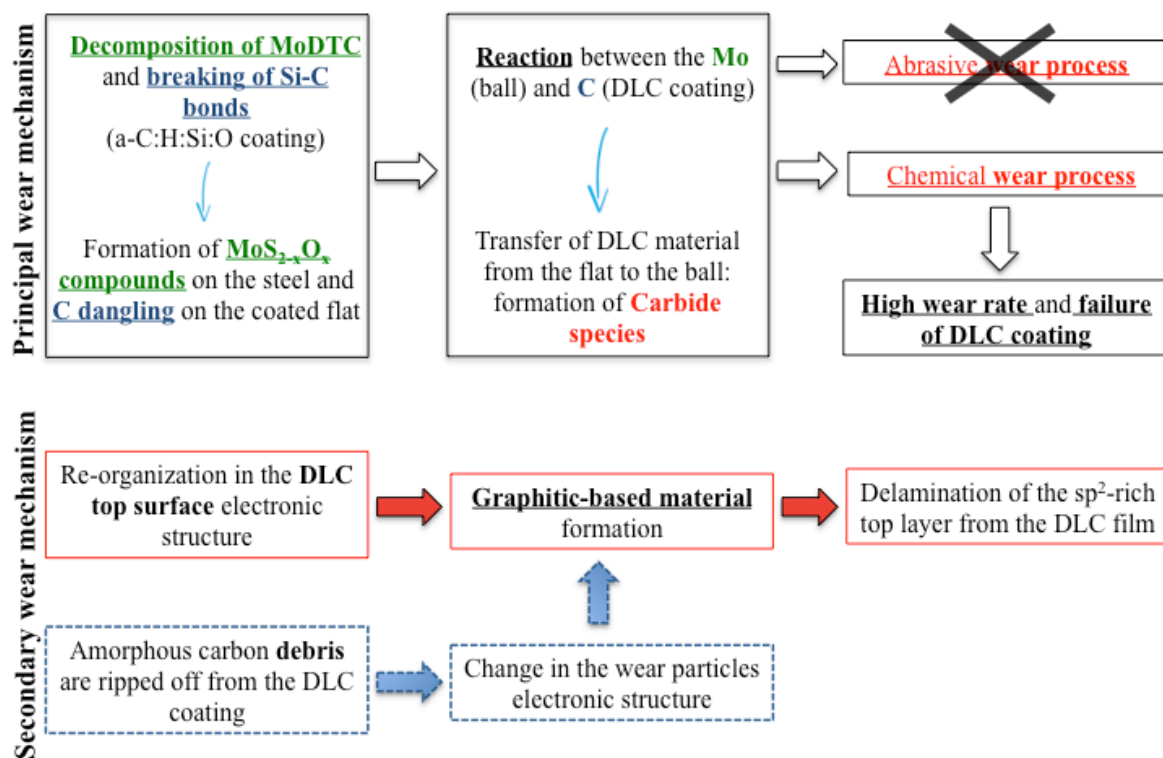 Principal wear mechanism
Decomposition of MoDTC
and breaking of Si-C
bonds
(a-C:H:Si:O coating)
Formation of MoS₂₋ₓOₓ
compounds on the steel and
C dangling on the coated flat
Reaction between the Mo
(ball) and C (DLC coating)
Transfer of DLC material
from the flat to the ball:
formation of Carbide
species
Abrasive wear process
Chemical wear process
High wear rate and failure
of DLC coating
Secondary wear mechanism
Re-organization in the DLC
top surface electronic
structure
Graphitic-based material
formation
Delamination of the sp²-rich
top layer from the DLC film
Amorphous carbon debris
are ripped off from the DLC
coating
Change in the wear particles
electronic structure